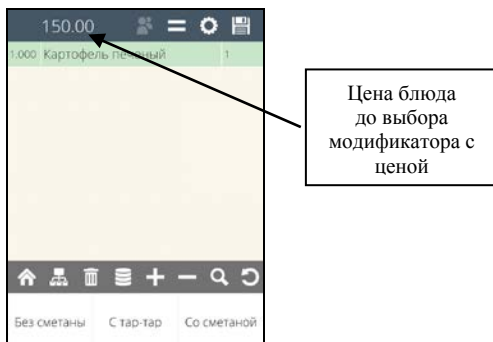 150.00
1.000 Картофель печеный 1
Цена блюда
до выбора
модификатора с
ценой
Без сметаны С тар-тар Со сметаной